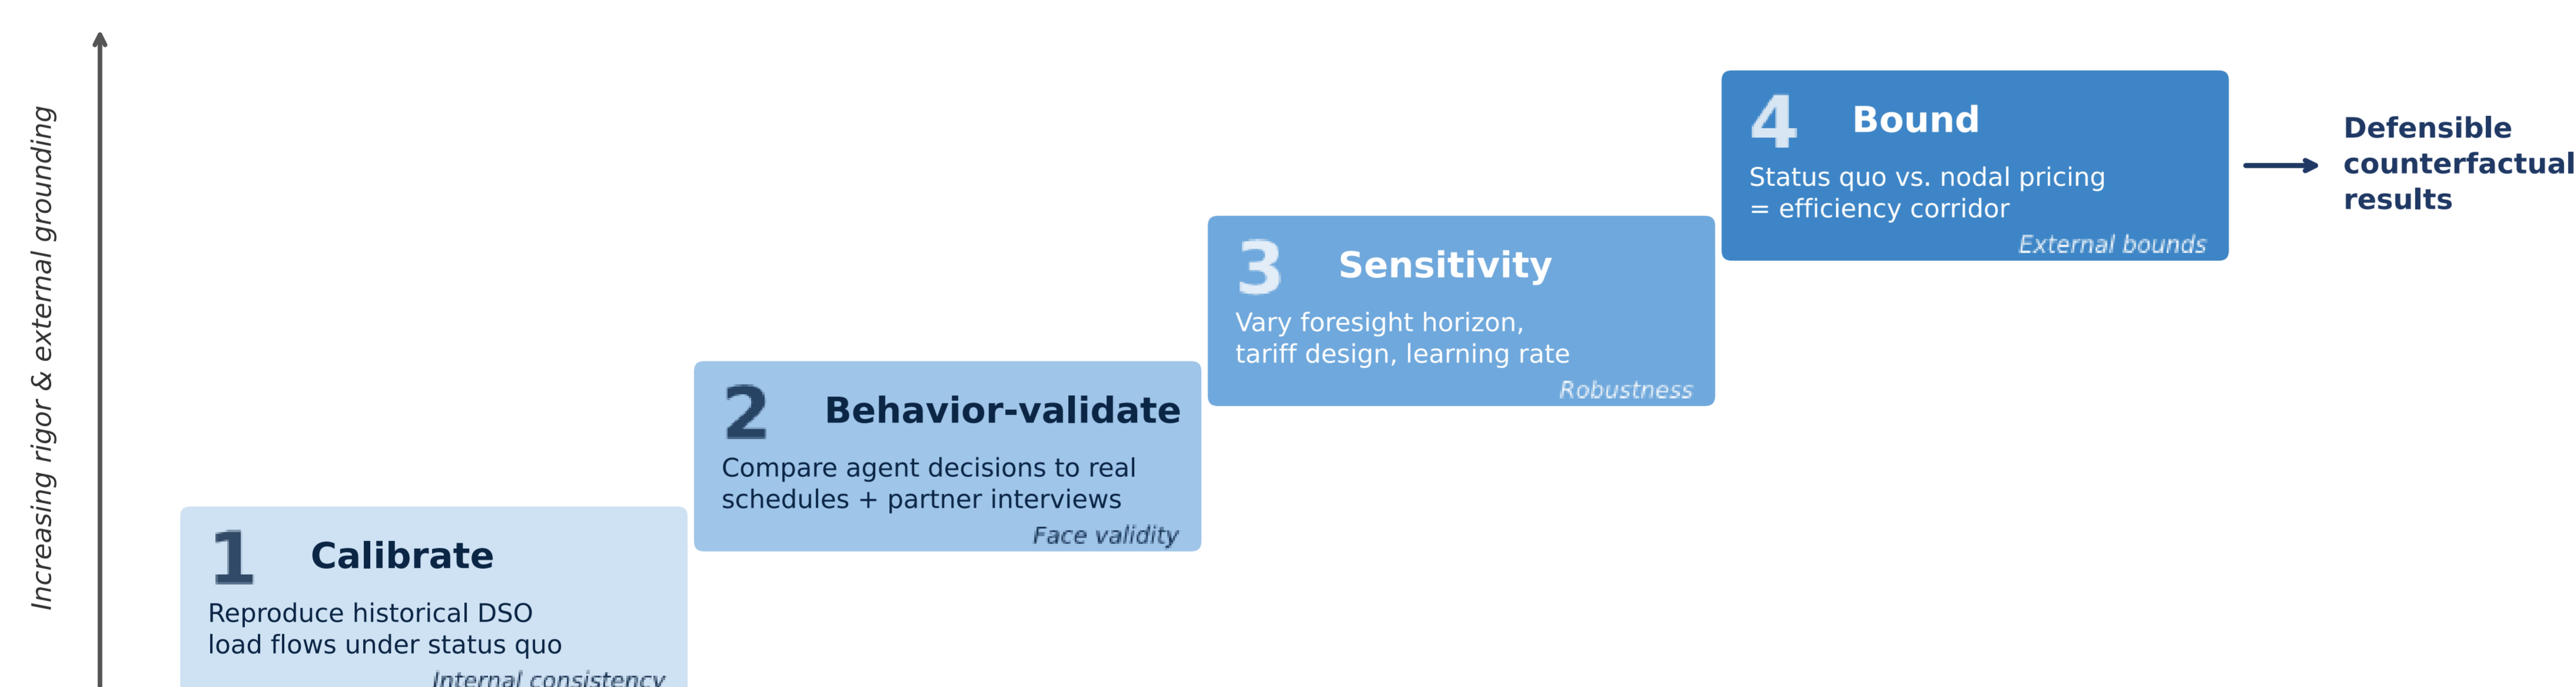 Increasing rigor & external grounding
1 Calibrate
Reproduce historical DSO
load flows under status quo
Internal consistency
2 Behavior-validate
Compare agent decisions to real
schedules + partner interviews
Face validity
3 Sensitivity
Vary foresight horizon,
tariff design, learning rate
Robustness
4 Bound
Status quo vs. nodal pricing
= efficiency corridor
External bounds
Defensible
counterfactual
results